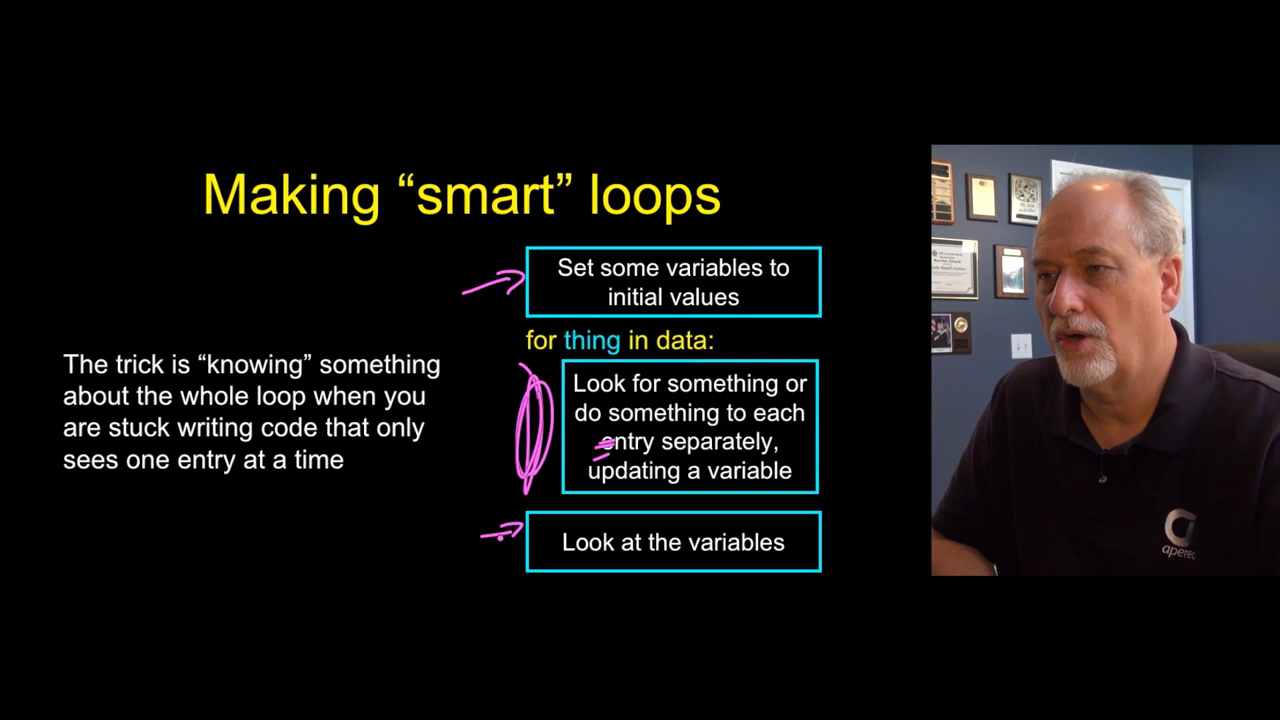 Making “smart” loops
Set some variables to
initial values
for thing in data:
The trick is “knowing” something
about the whole loop when you
are stuck writing code that only
sees one entry at a time
Look for something or
do something to each
entry separately,
updating a variable
Look at the variables
apereo